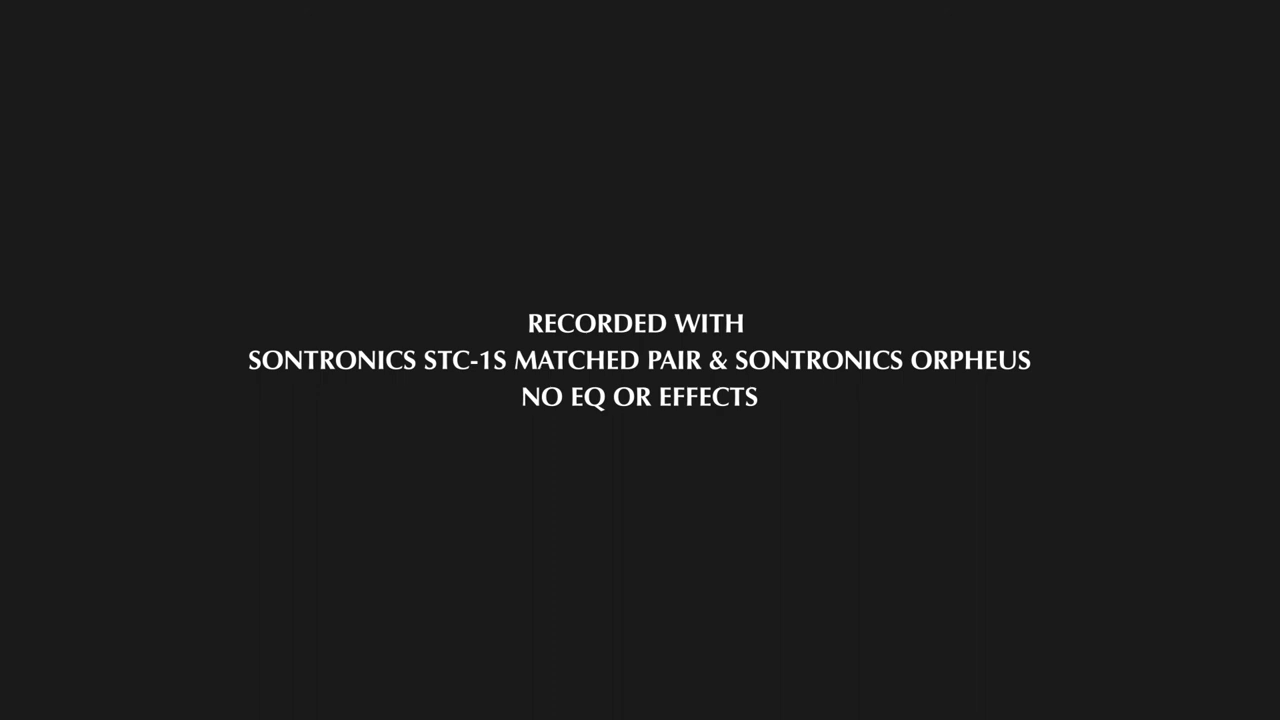 RECORDED WITH
SONTRONICS STC-1S MATCHED PAIR & SONTRONICS ORPHEUS
NO EQ OR EFFECTS